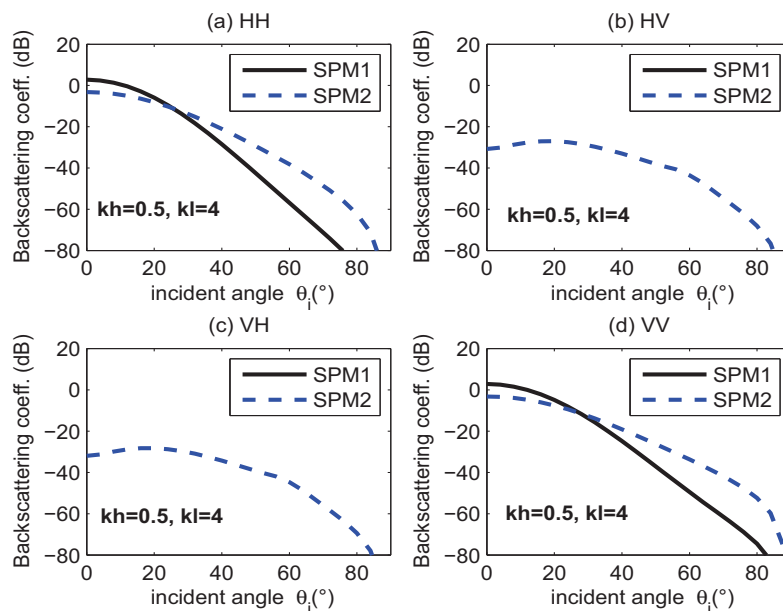 (a) HH
Backscattering coeff. (dB)
20
0
−20
−40
−60
−80
SPM1
SPM2
kh=0.5, kl=4
0 20 40 60 80
incident angle θi(°)
(b) HV
Backscattering coeff. (dB)
20
0
−20
−40
−60
−80
SPM1
SPM2
kh=0.5, kl=4
0 20 40 60 80
incident angle θi(°)
(c) VH
Backscattering coeff. (dB)
20
0
−20
−40
−60
−80
SPM1
SPM2
kh=0.5, kl=4
0 20 40 60 80
incident angle θi(°)
(d) VV
Backscattering coeff. (dB)
20
0
−20
−40
−60
−80
SPM1
SPM2
kh=0.5, kl=4
0 20 40 60 80
incident angle θi(°)